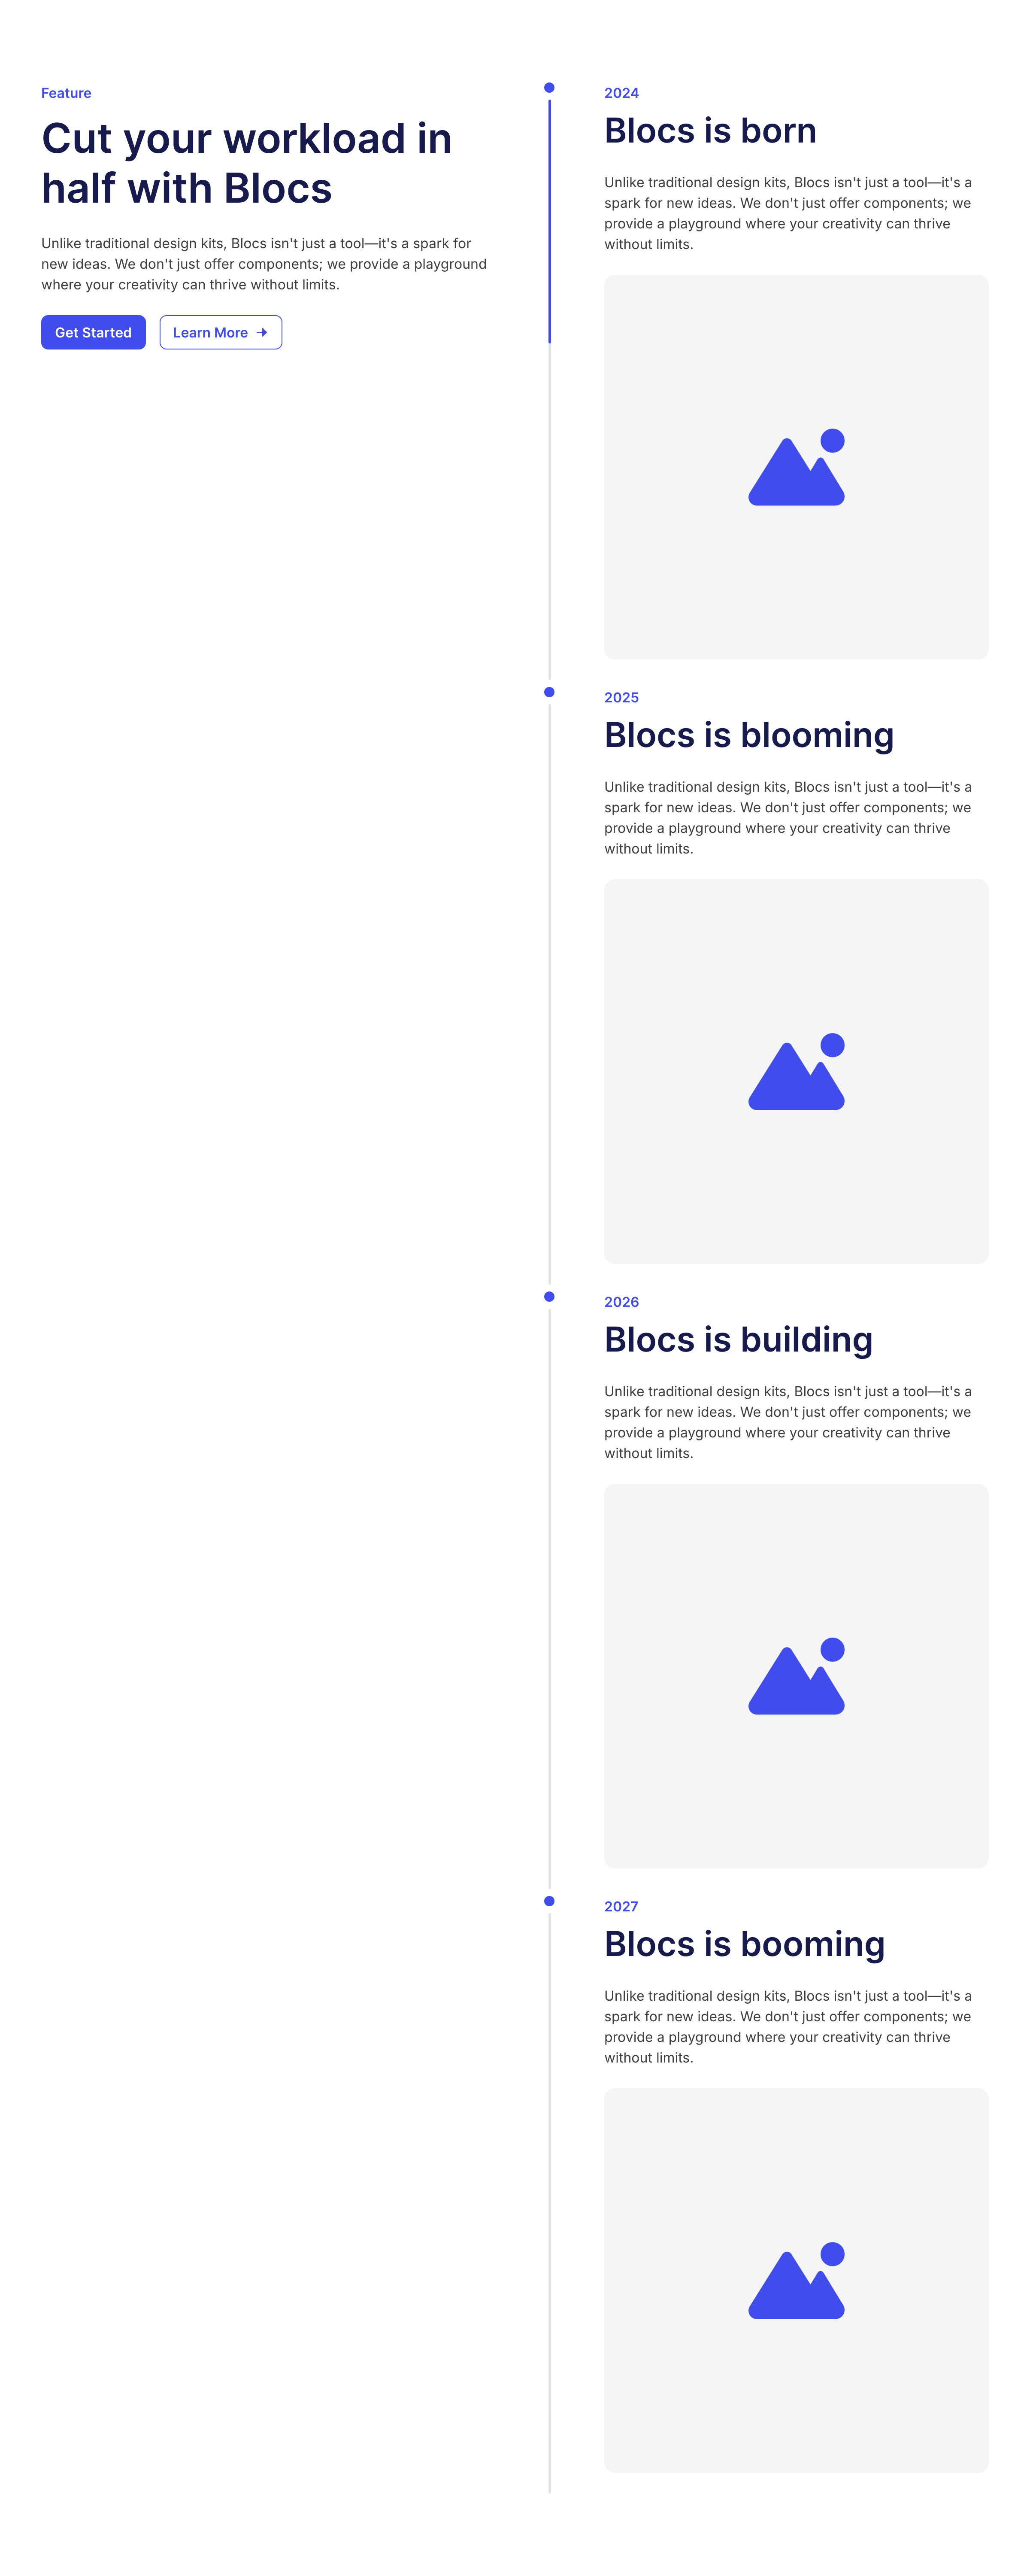 Feature
Cut your workload in
half with Blocs
Unlike traditional design kits, Blocs isn't just a tool—it's a spark for
new ideas. We don't just offer components; we provide a playground
where your creativity can thrive without limits.
Get Started
Learn More
2024
Blocs is born
Unlike traditional design kits, Blocs isn't just a tool—it's a
spark for new ideas. We don't just offer components; we
provide a playground where your creativity can thrive
without limits.
2025
Blocs is blooming
Unlike traditional design kits, Blocs isn't just a tool—it's a
spark for new ideas. We don't just offer components; we
provide a playground where your creativity can thrive
without limits.
2026
Blocs is building
Unlike traditional design kits, Blocs isn't just a tool—it's a
spark for new ideas. We don't just offer components; we
provide a playground where your creativity can thrive
without limits.
2027
Blocs is booming
Unlike traditional design kits, Blocs isn't just a tool—it's a
spark for new ideas. We don't just offer components; we
provide a playground where your creativity can thrive
without limits.